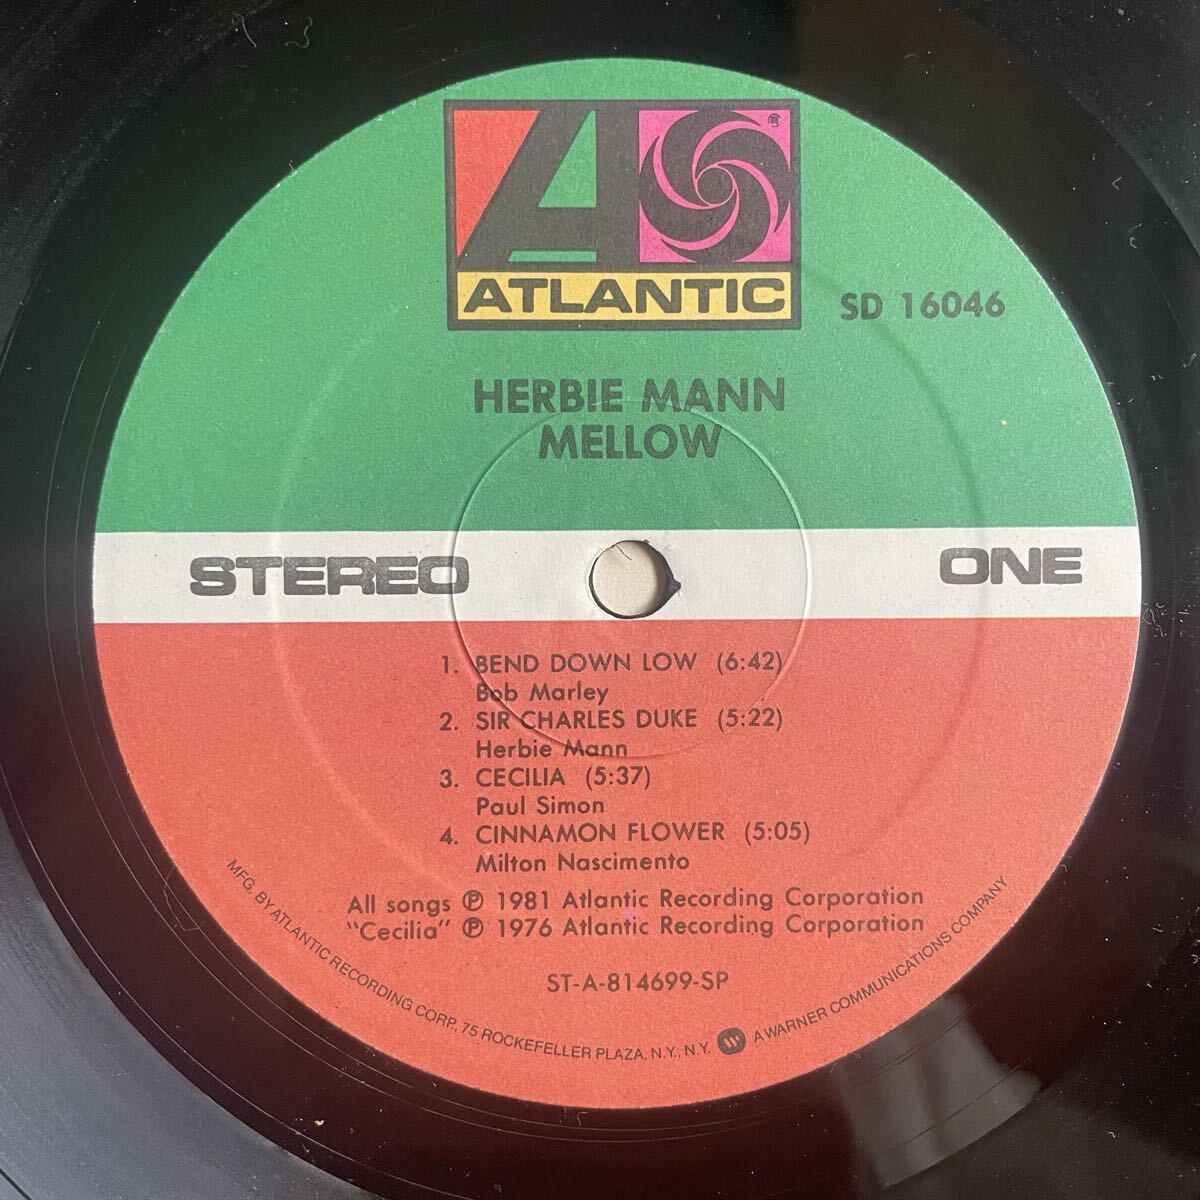 ATLANTIC
SD 16046
HERBIE MANN
MELLOW
STEREO
ONE
1. BEND DOWN LOW (6:42)
Bob Marley
2. SIR CHARLES DUKE (5:22)
Herbie Mann
3. CECILIA (5:37)
Paul Simon
4. CINNAMON FLOWER (5:05)
Milton Nascimento
All songs ℗ 1981 Atlantic Recording Corporation
"Cecilia" ℗ 1976 Atlantic Recording Corporation
ST-A-814699-SP
MFG. BY ATLANTIC RECORDING CORP., 75 ROCKEFELLER PLAZA, N.Y., N.Y. A WARNER COMMUNICATIONS COMPANY